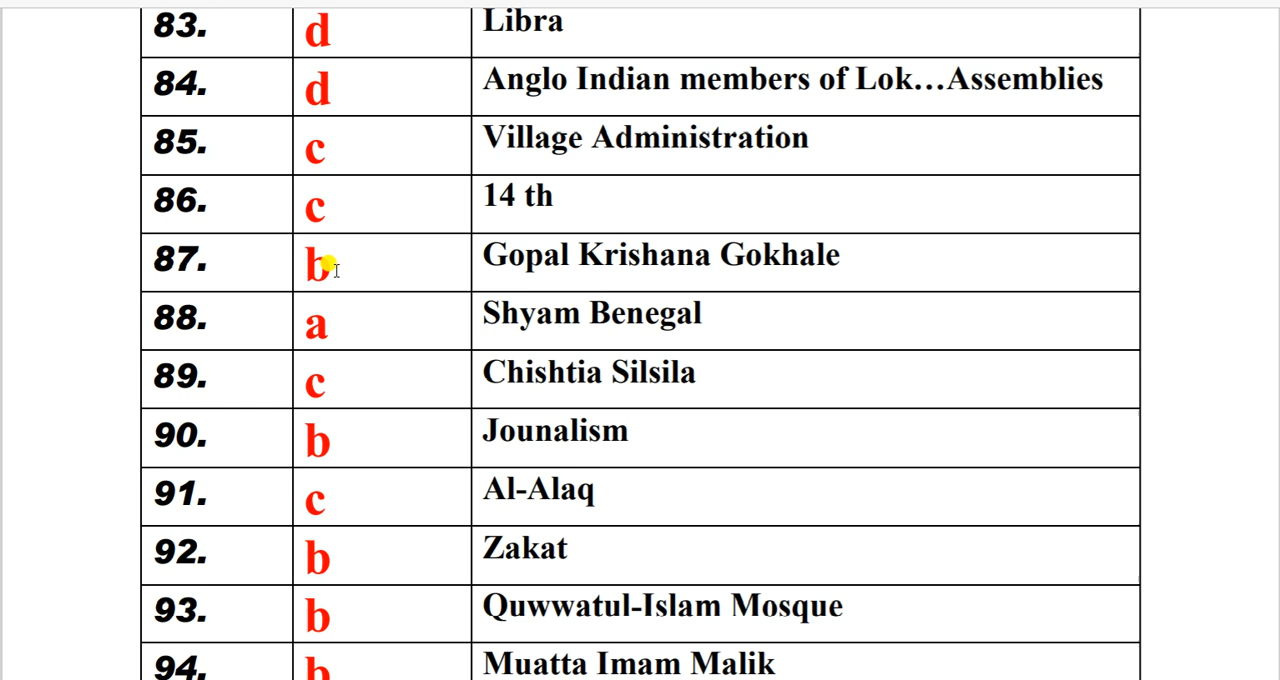 83. d Libra
84. d Anglo Indian members of Lok...Assemblies
85. c Village Administration
86. c 14 th
87. b Gopal Krishana Gokhale
88. a Shyam Benegal
89. c Chishtia Silsila
90. b Jounalism
91. c Al-Alaq
92. b Zakat
93. b Quwwatul-Islam Mosque
94. b Muatta Imam Malik